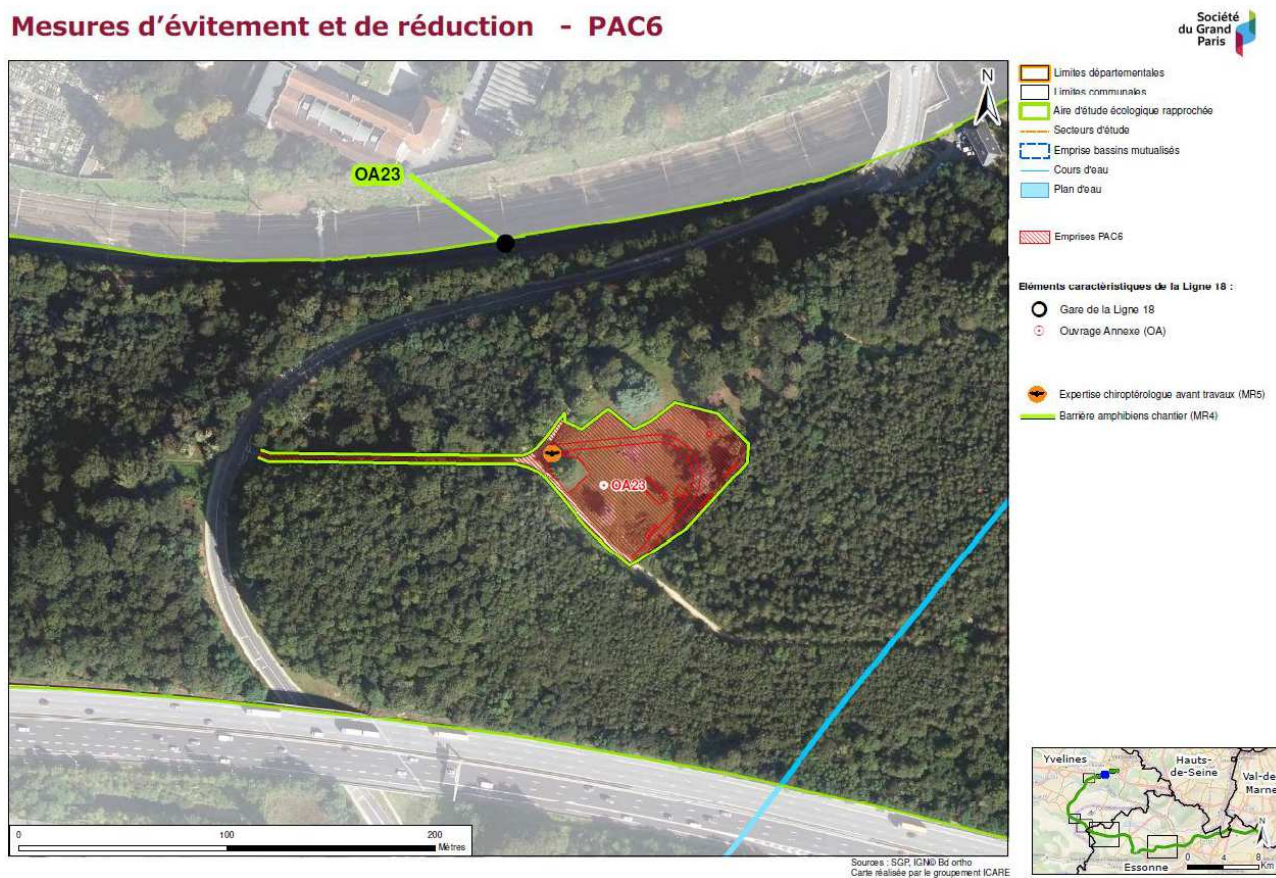 Mesures d'évitement et de réduction - PAC6
Société
du Grand
Paris
N
OA23
OA23
Limites départementales
Limites communales
Aire d'étude écologique rapprochée
Secteurs d'étude
Emprise bassins mutualisés
Cours d'eau
Plan d'eau
Emprises PAC6
Eléments caractéristiques de la Ligne 18 :
Gare de la Ligne 18
Ouvrage Annexe (OA)
Expertise chiroptérologue avant travaux (MR5)
Barrière amphibiens chantier (MR4)
0 100 200
Mètres
Sources : SGP, IGN© Bd ortho
Carte réalisée par le groupement ICARE
Yvelines
Hauts-
de-Seine
Val-de
Marne
N
Essonne
0 4 8
Km